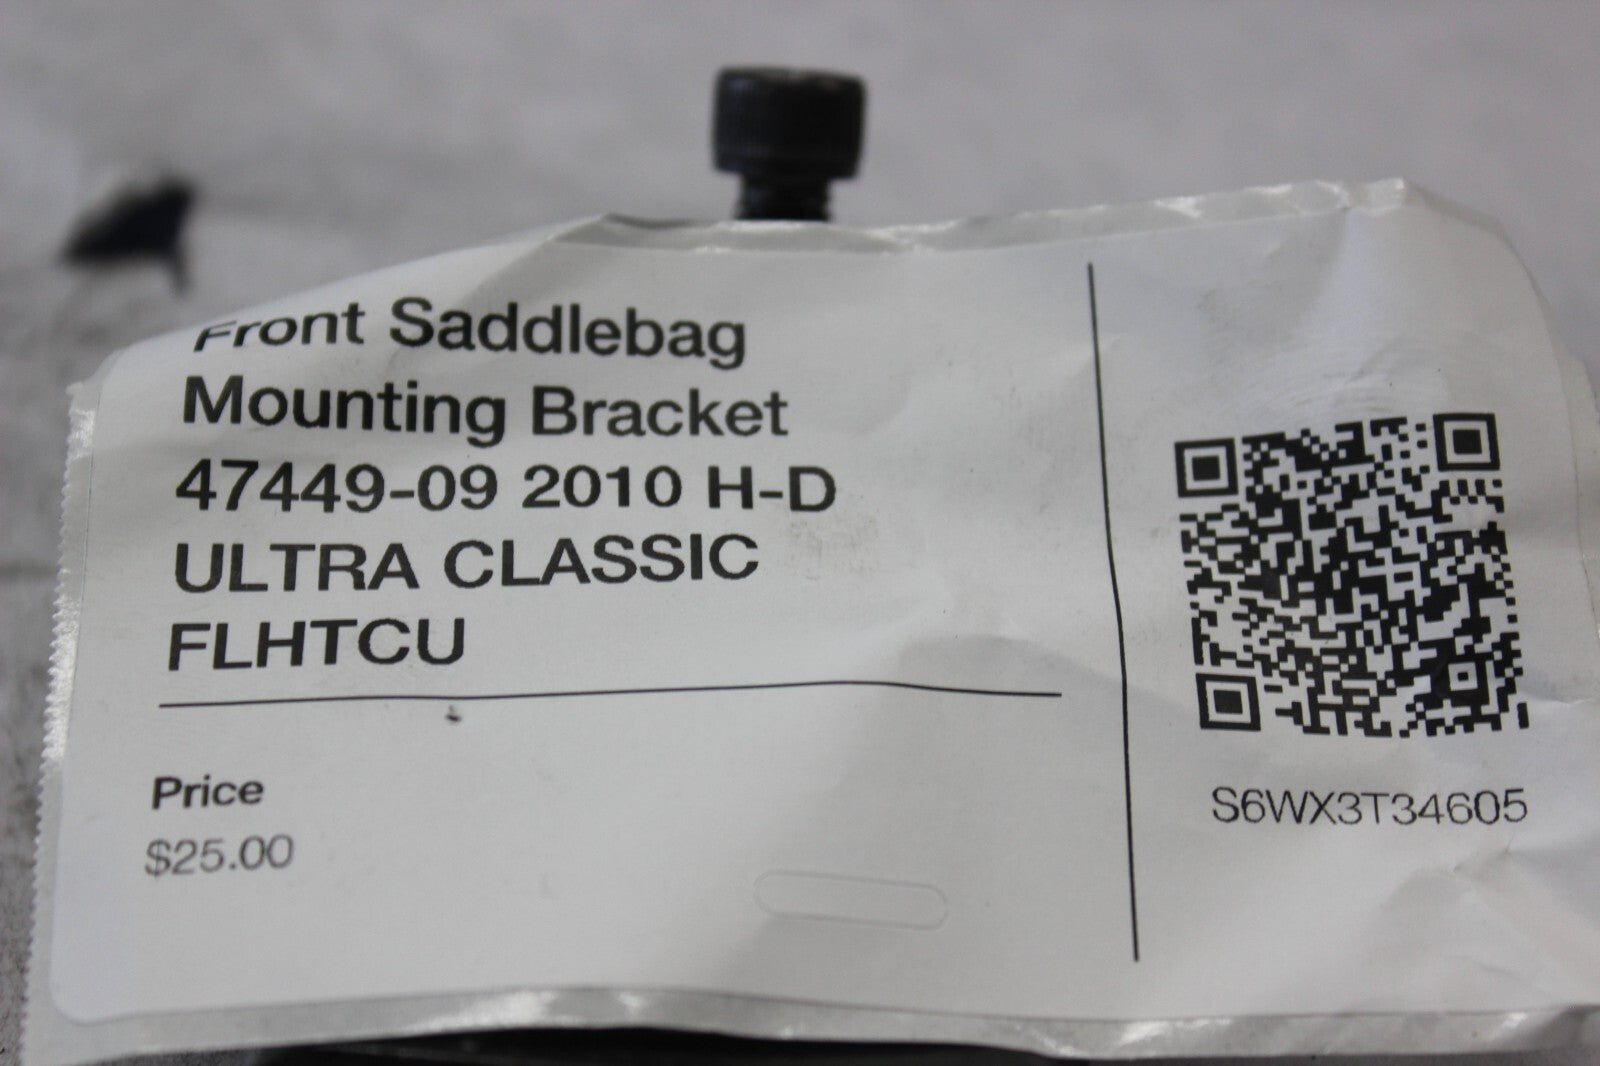 Front Saddlebag
Mounting Bracket
47449-09 2010 H-D
ULTRA CLASSIC
FLHTCU
Price
$25.00
S6WX3T34605